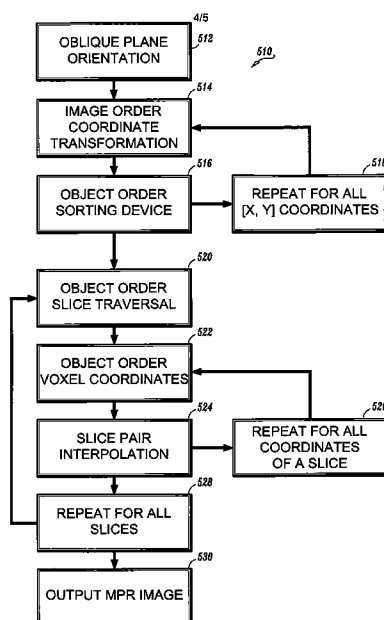 4/5
OBLIQUE PLANE
ORIENTATION
512
510
514
IMAGE ORDER
COORDINATE
TRANSFORMATION
516
OBJECT ORDER
SORTING DEVICE
518
REPEAT FOR ALL
[X, Y] COORDINATES
520
OBJECT ORDER
SLICE TRAVERSAL
522
OBJECT ORDER
VOXEL COORDINATES
524
SLICE PAIR
INTERPOLATION
526
REPEAT FOR ALL
COORDINATES
OF A SLICE
528
REPEAT FOR ALL
SLICES
530
OUTPUT MPR IMAGE